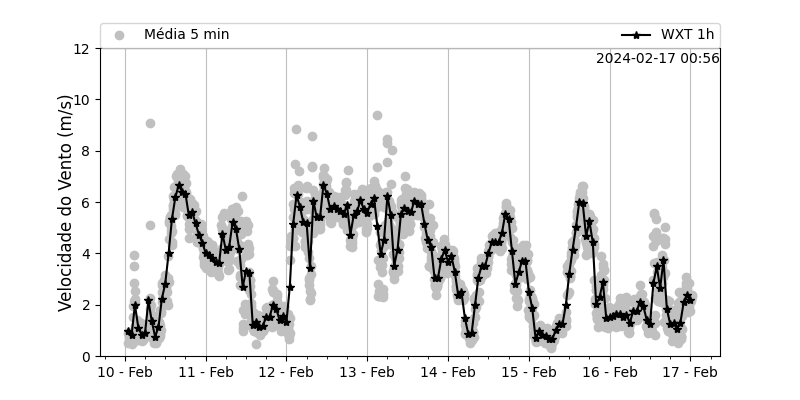 Média 5 min
WXT 1h
2024-02-17 00:56
Velocidade do Vento (m/s)
12
10
8
6
4
2
0
10 - Feb
11 - Feb
12 - Feb
13 - Feb
14 - Feb
15 - Feb
16 - Feb
17 - Feb